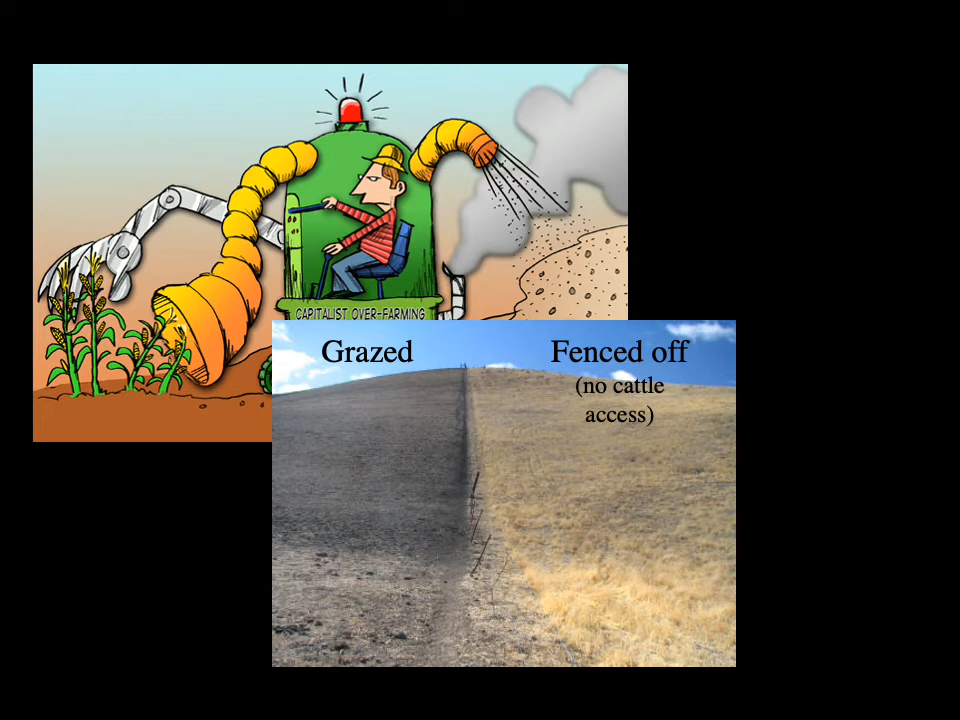 CAPITALIST OVER-FARMING
Grazed
Fenced off
(no cattle
access)